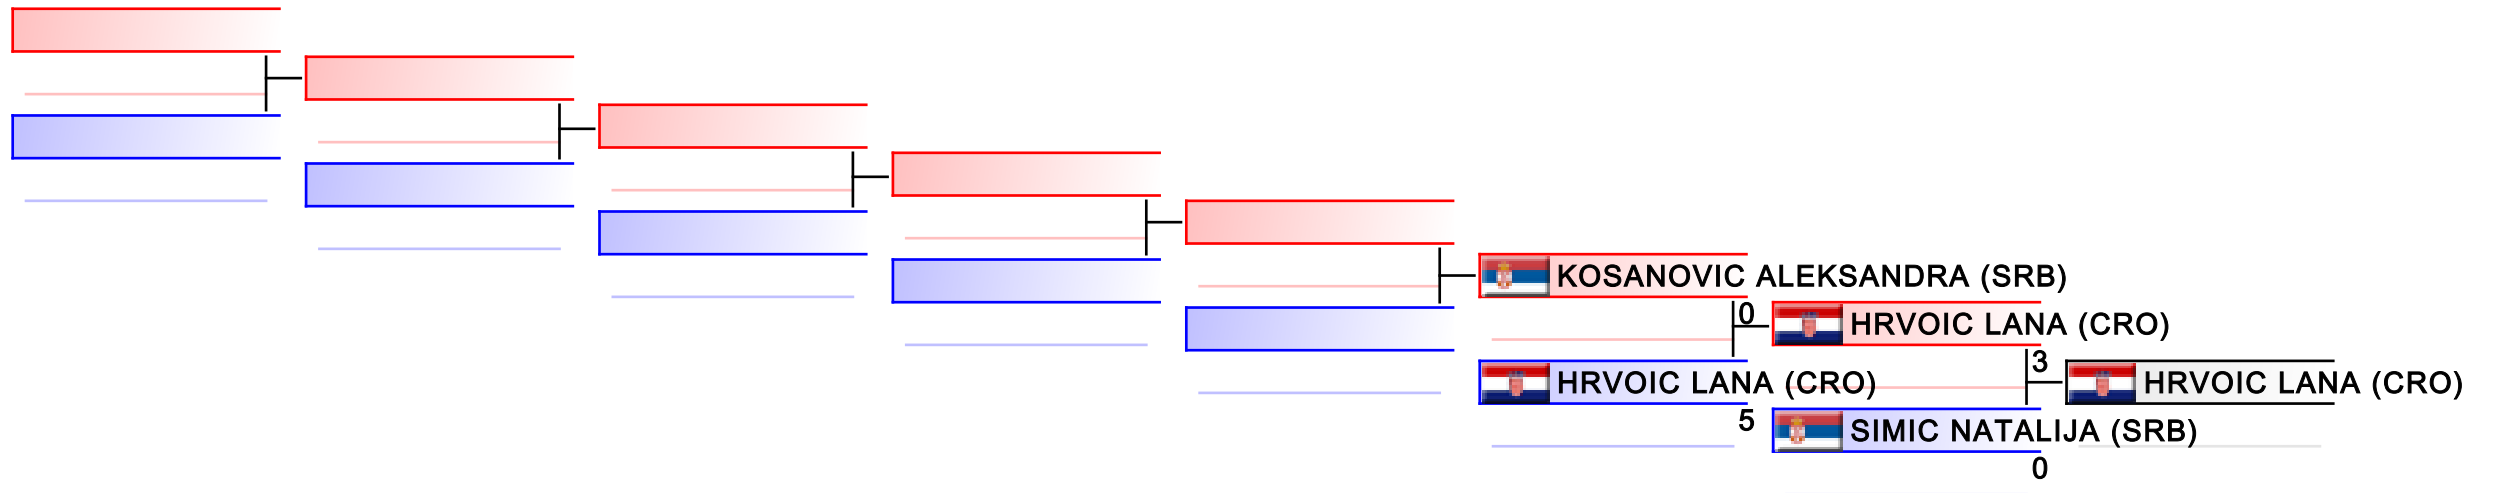 KOSANOVIC ALEKSANDRA (SRB)
0
HRVOIC LANA (CRO)
3
HRVOIC LANA (CRO)
HRVOIC LANA (CRO)
5
SIMIC NATALIJA (SRB)
0